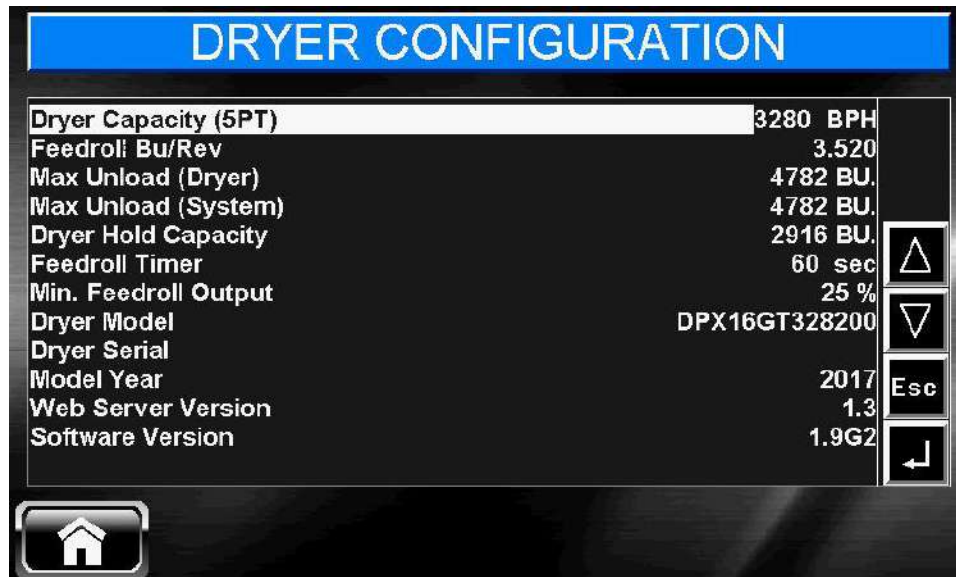 DRYER CONFIGURATION
Dryer Capacity (5PT) 3280 BPH
Feedroll Bu/Rev 3.520
Max Unload (Dryer) 4782 BU.
Max Unload (System) 4782 BU.
Dryer Hold Capacity 2916 BU.
Feedroll Timer 60 sec
Min. Feedroll Output 25 %
Dryer Model DPX16GT328200
Dryer Serial
Model Year 2017
Web Server Version 1.3
Software Version 1.9G2
Esc